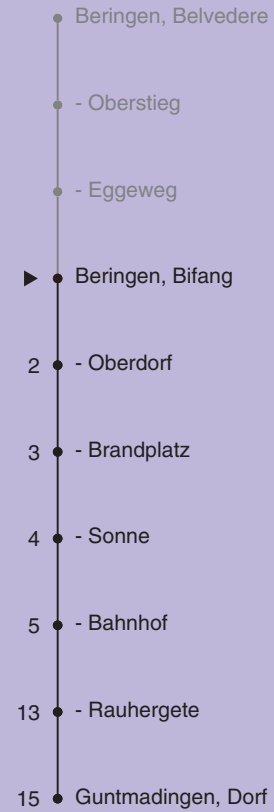 Beringen, Belvedere
- Oberstieg
- Eggeweg
Beringen, Bifang
2 - Oberdorf
3 - Brandplatz
4 - Sonne
5 - Bahnhof
13 - Rauhergete
15 Guntmadingen, Dorf